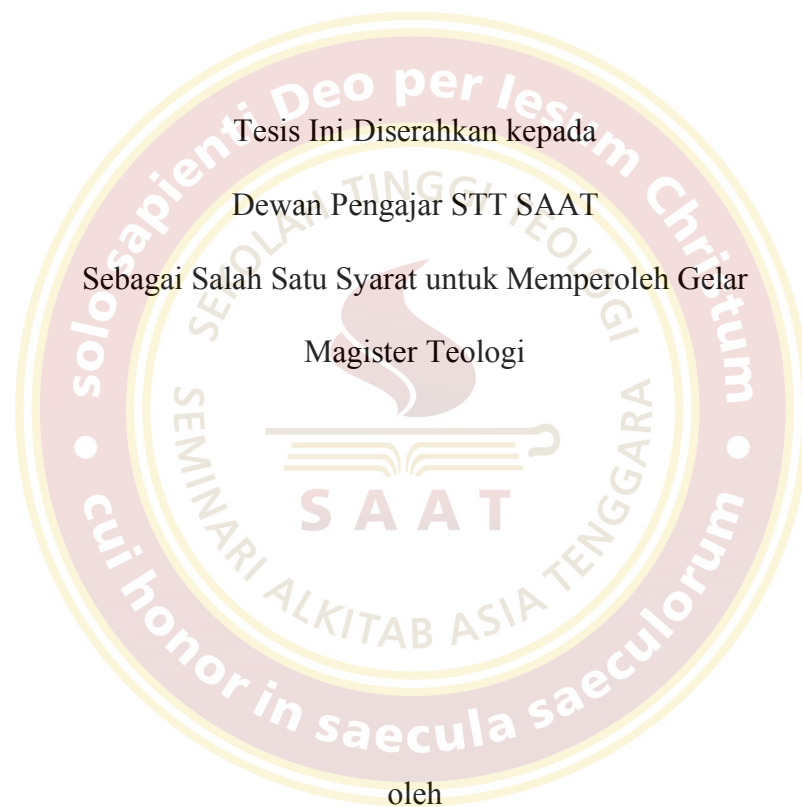 Tesis Ini Diserahkan kepada
Dewan Pengajar STT SAAT
Sebagai Salah Satu Syarat untuk Memperoleh Gelar
Magister Teologi
oleh
solo sapienti Deo per Iesum Christum
cui honor in saecula saeculorum
SEKOLAH TINGGI TEOLOGI
SEMINARI ALKITAB ASIA TENGGARA
SAAT